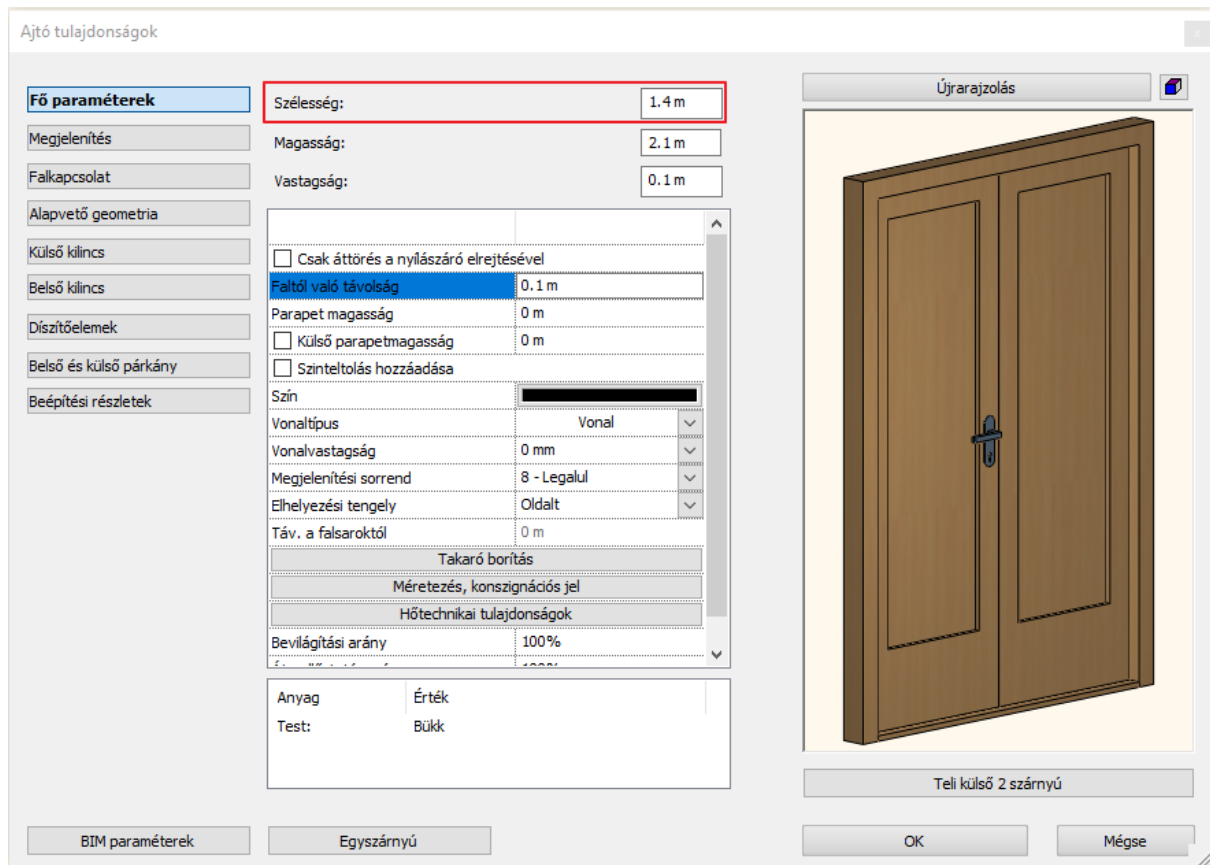 Ajtó tulajdonságok
x
Fő paraméterek
Megjelenítés
Falkapcsolat
Alapvető geometria
Külső kilincs
Belső kilincs
Díszítőelemek
Belső és külső párkány
Beépítési részletek
Szélesség: 1.4 m
Magasság: 2.1 m
Vastagság: 0.1 m
Csak áttörés a nyílászáró elrejtésével
Faltól való távolság 0.1 m
Parapet magasság 0 m
Külső parapetmagasság 0 m
Szinteltolás hozzáadása
Szín
Vonaltípus Vonal
Vonalvastagság 0 mm
Megjelenítési sorrend 8 - Legalul
Elhelyezési tengely Oldalt
Táv. a falsaroktól 0 m
Takaró borítás
Méretezés, konszignációs jel
Hőtechnikai tulajdonságok
Bevilágítási arány 100%
Anyag Érték
Test: Bükk
Újrarajzolás
Teli külső 2 szárnyú
BIM paraméterek
Egyszárnyú
OK
Mégse